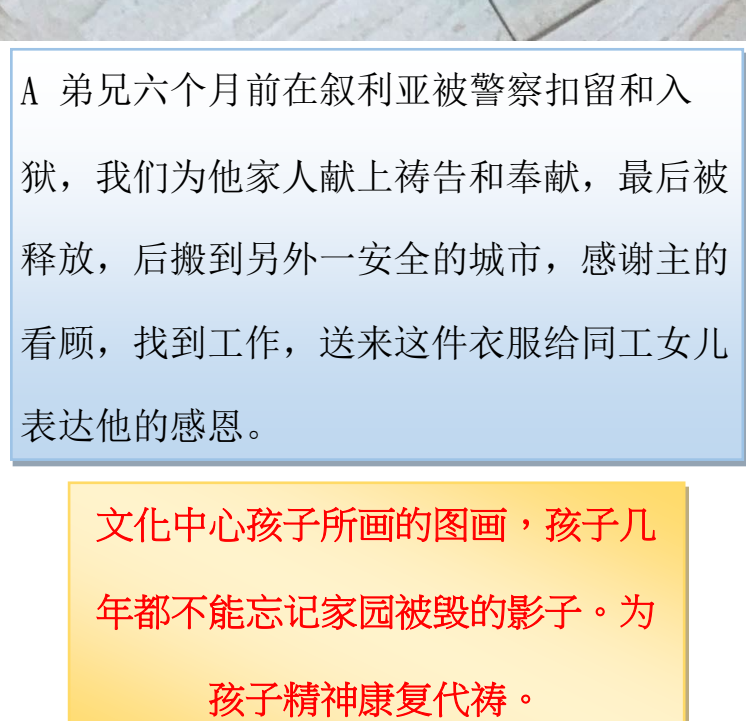 A 弟兄六个月前在叙利亚被警察扣留和入
狱，我们为他家人献上祷告和奉献，最后被
释放，后搬到另外一安全的城市，感谢主的
看顾，找到工作，送来这件衣服给同工女儿
表达他的感恩。
文化中心孩子所画的图画，孩子几
年都不能忘记家园被毁的影子。为
孩子精神康复代祷。